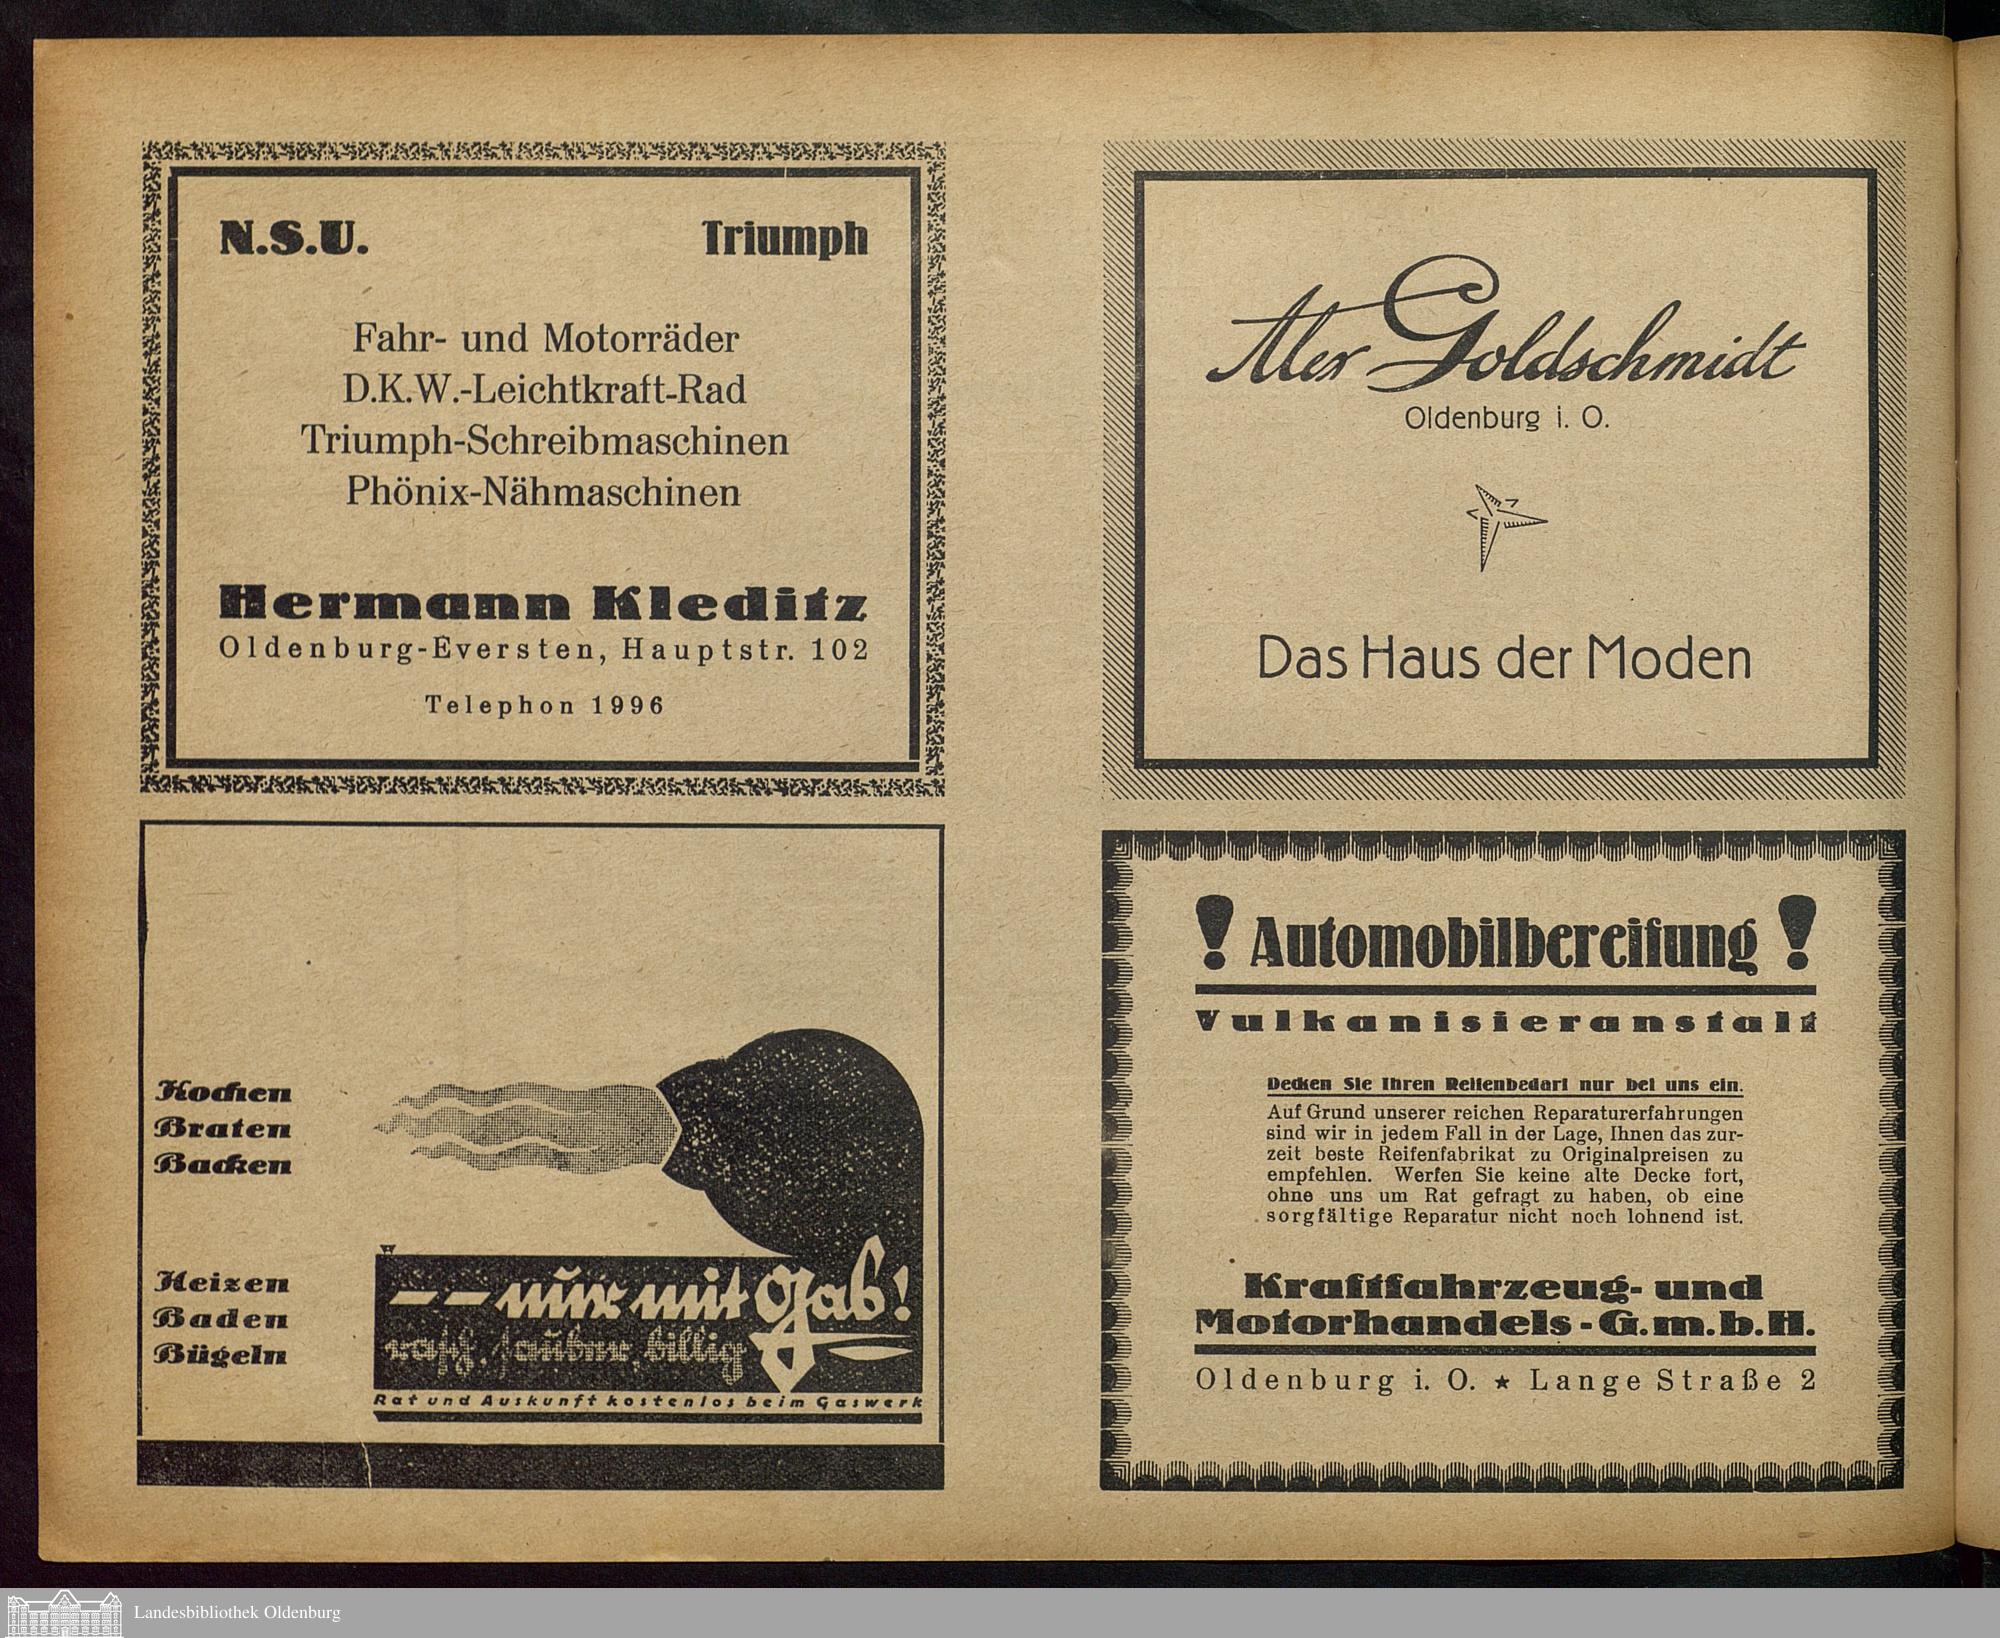 N.S.U. Triumph
Fahr- und Motorräder
D.K.W.-Leichtkraft-Rad
Triumph-Schreibmaschinen
Phönix-Nähmaschinen
Hermann Kleditz
Oldenburg-Eversten, Hauptstr. 102
Telephon 1996
Alex Goldschmidt
Oldenburg i. O.
Das Haus der Moden
Kochen
Braten
Backen
Heizen
Baden
Bügeln
-- nur mit Gas!
rasch, sauber, billig
Rat und Auskunft kostenlos beim Gaswerk
! Automobilbereifung !
Vulkanisieranstalt
Decken Sie Ihren Reifenbedarf nur bei uns ein.
Auf Grund unserer reichen Reparaturerfahrungen
sind wir in jedem Fall in der Lage, Ihnen das zur-
zeit beste Reifenfabrikat zu Originalpreisen zu
empfehlen. Werfen Sie keine alte Decke fort,
ohne uns um Rat gefragt zu haben, ob eine
sorgfältige Reparatur nicht noch lohnend ist.
Kraftfahrzeug- und
Motorhandels-G.m.b.H.
Oldenburg i. O. ★ Lange Straße 2
Landesbibliothek Oldenburg